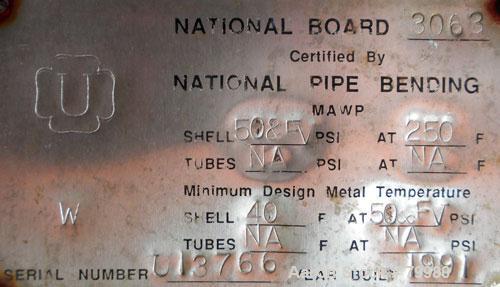 NATIONAL BOARD 3063
U
Certified By
NATIONAL PIPE BENDING
MAWP
SHELL 50&FV PSI AT 250 F
TUBES NA PSI AT NA F
Minimum Design Metal Temperature
W
SHELL 40 F AT 50&FV PSI
TUBES NA F AT NA PSI
SERIAL NUMBER U13766 YEAR BUILT 1991